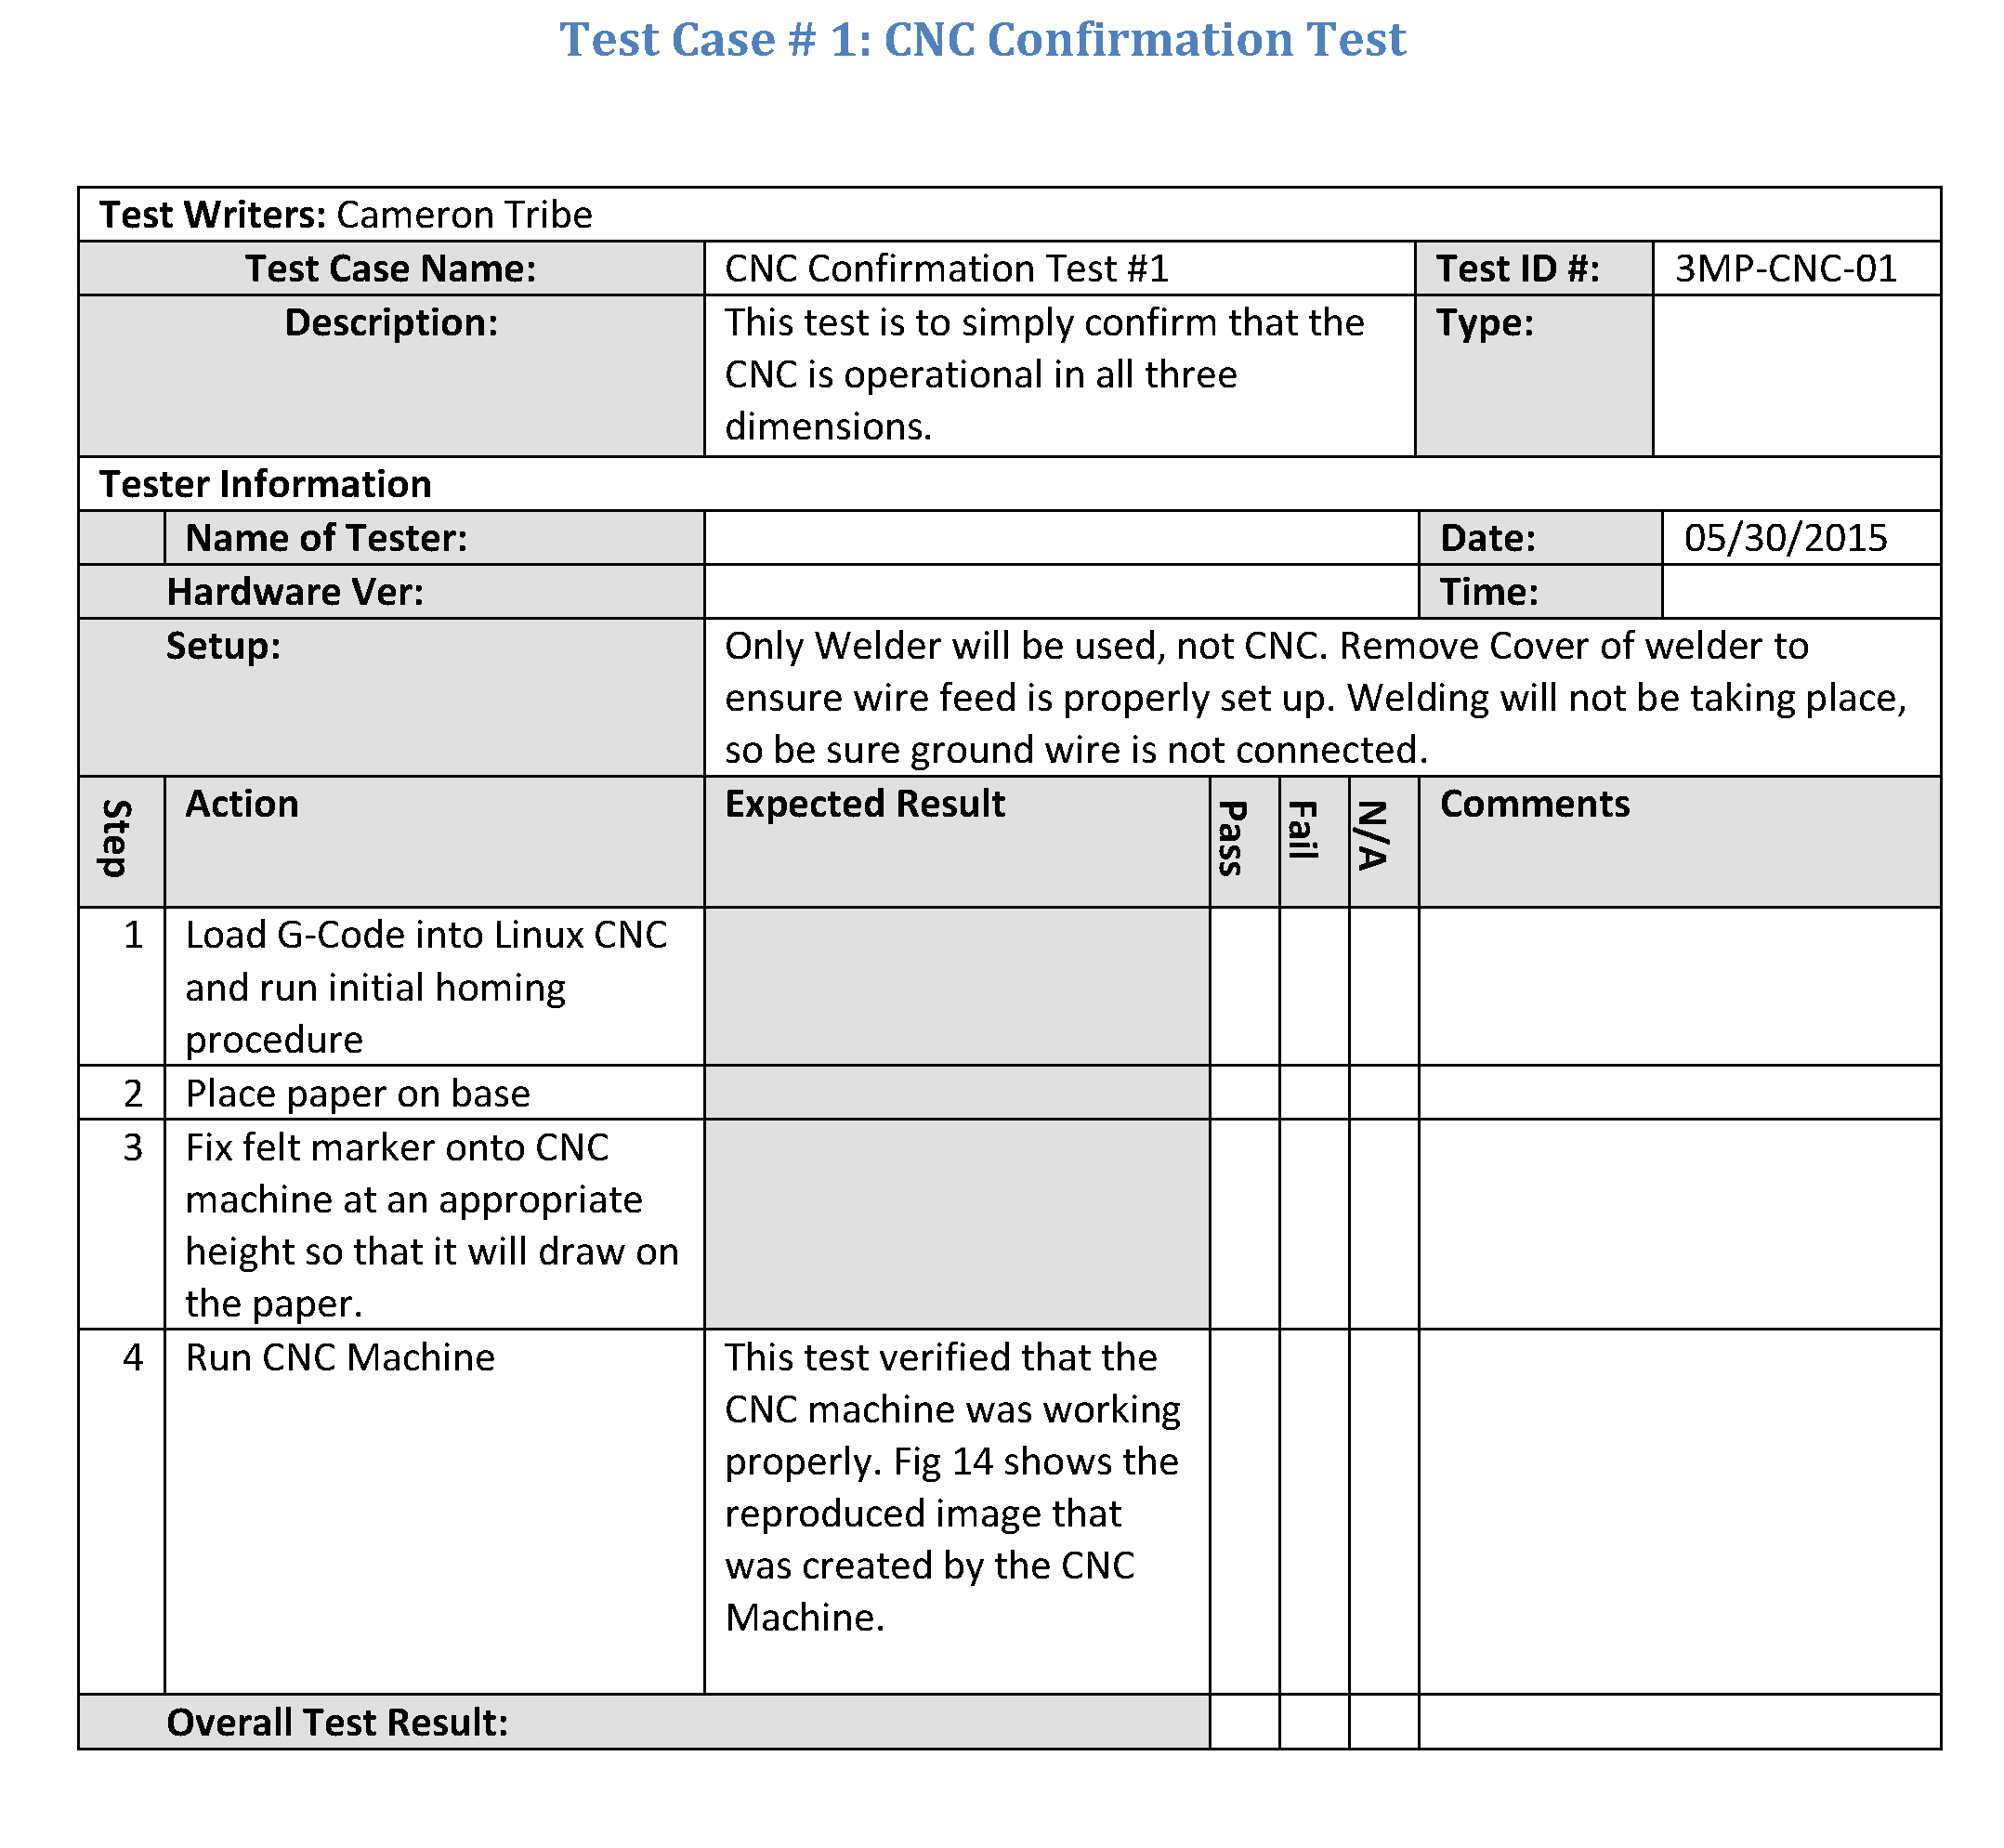 Test Case # 1: CNC Confirmation Test
Test Writers: Cameron Tribe
Test Case Name:
CNC Confirmation Test #1
Test ID #:
3MP-CNC-01
Description:
This test is to simply confirm that the
CNC is operational in all three
dimensions.
Type:
Tester Information
Name of Tester:
Date:
05/30/2015
Hardware Ver:
Time:
Setup:
Only Welder will be used, not CNC. Remove Cover of welder to
ensure wire feed is properly set up. Welding will not be taking place,
so be sure ground wire is not connected.
Step
Action
Expected Result
Pass
Fail
N/A
Comments
1
Load G-Code into Linux CNC
and run initial homing
procedure
2
Place paper on base
3
Fix felt marker onto CNC
machine at an appropriate
height so that it will draw on
the paper.
4
Run CNC Machine
This test verified that the
CNC machine was working
properly. Fig 14 shows the
reproduced image that
was created by the CNC
Machine.
Overall Test Result: